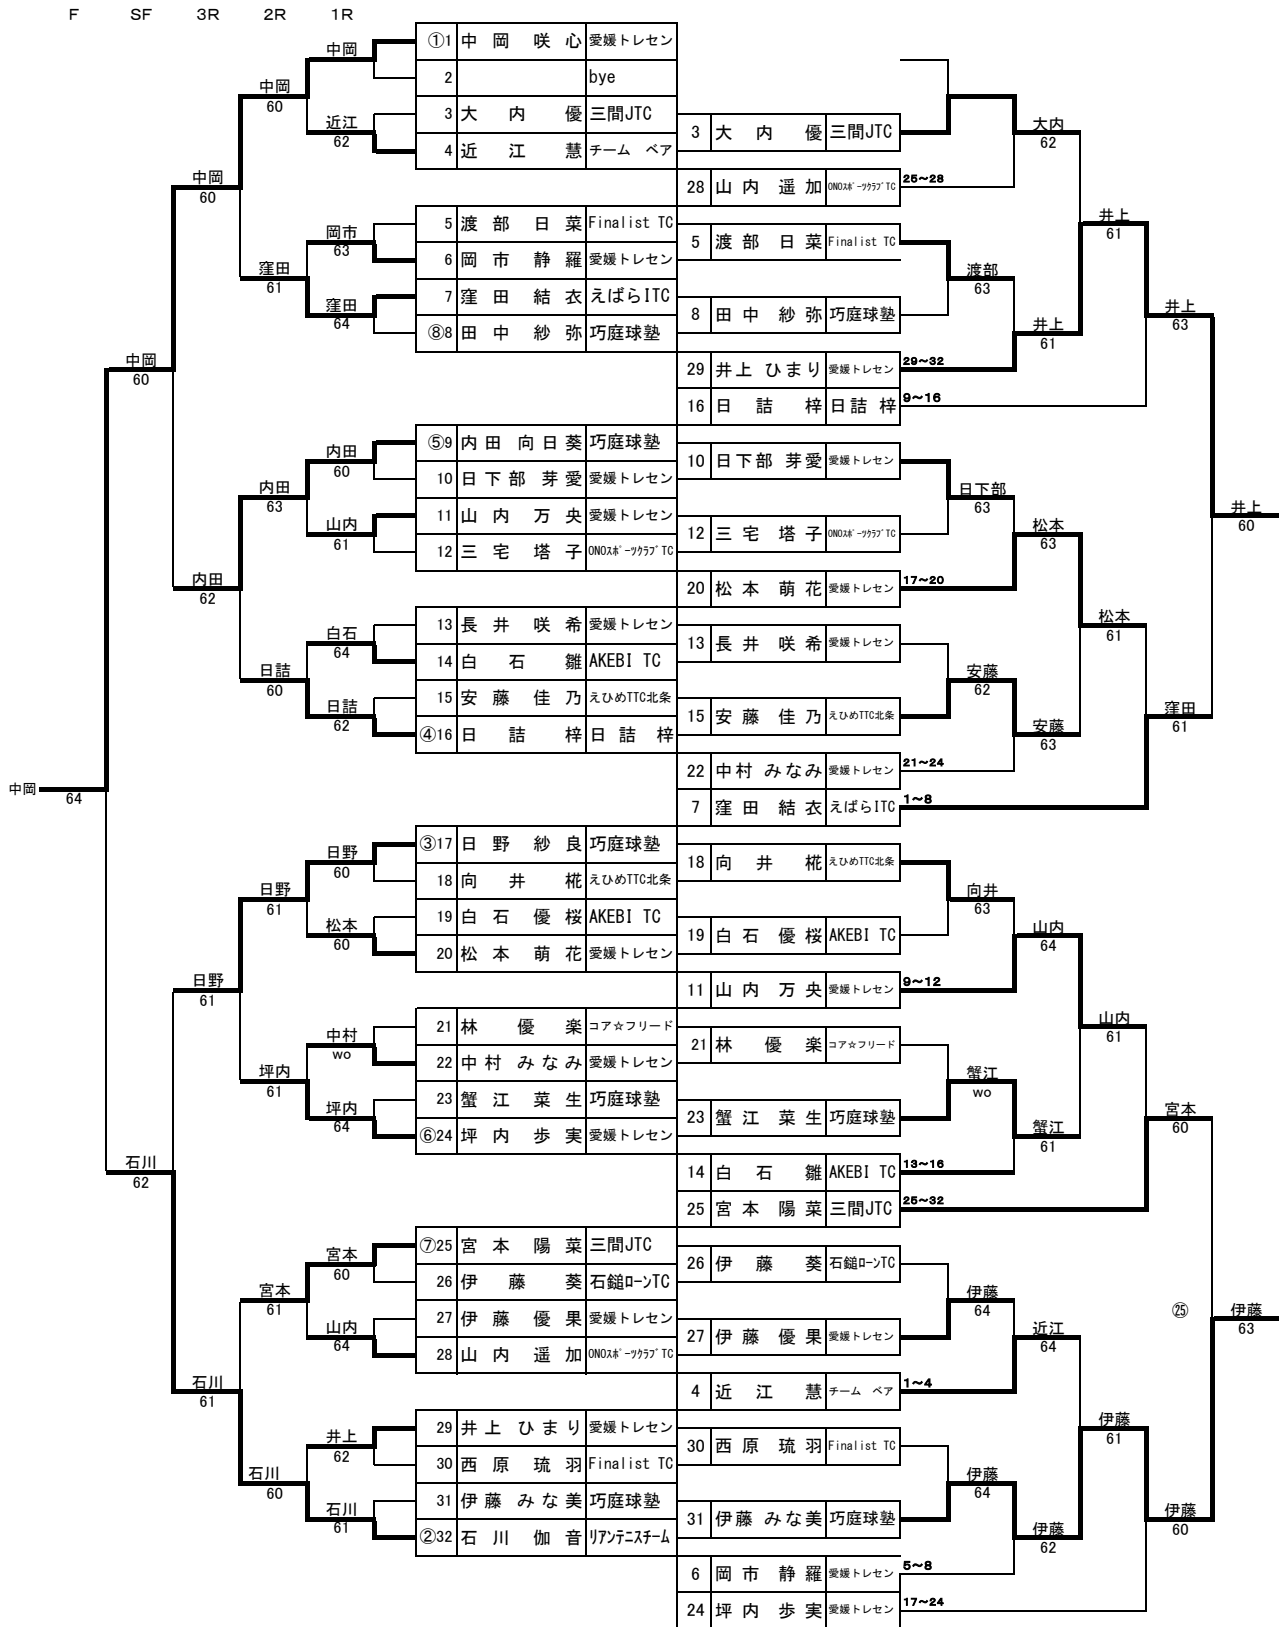 F SF 3R 2R 1R
①1 中岡 咲心 愛媛トレセン
2 bye
3 大内 優 三間JTC
4 近江 慧 チーム ベア
5 渡部 日菜 Finalist TC
6 岡市 静羅 愛媛トレセン
7 窪田 結衣 えばらITC
⑧8 田中 紗弥 巧庭球塾
⑤9 内田 向日葵 巧庭球塾
10 日下部 芽愛 愛媛トレセン
11 山内 万央 愛媛トレセン
12 三宅 塔子 ONOスポーツクラブTC
13 長井 咲希 愛媛トレセン
14 白石 雛 AKEBI TC
15 安藤 佳乃 えひめTTC北条
④16 日詰 梓 日詰 梓
③17 日野 紗良 巧庭球塾
18 向井 椛 えひめTTC北条
19 白石 優桜 AKEBI TC
20 松本 萌花 愛媛トレセン
21 林 優楽 コア☆フリード
22 中村 みなみ 愛媛トレセン
23 蟹江 菜生 巧庭球塾
⑥24 坪内 歩実 愛媛トレセン
⑦25 宮本 陽菜 三間JTC
26 伊藤 葵 石鎚ローンTC
27 伊藤 優果 愛媛トレセン
28 山内 遥加 ONOスポーツクラブTC
29 井上 ひまり 愛媛トレセン
30 西原 琉羽 Finalist TC
31 伊藤 みな美 巧庭球塾
②32 石川 伽音 リアンテニスチーム
中岡
近江
62
岡市
63
窪田
64
内田
60
山内
61
白石
64
日詰
62
日野
60
松本
60
中村
wo
坪内
64
宮本
60
山内
64
井上
62
石川
61
中岡
60
窪田
61
内田
63
日詰
60
日野
61
坪内
61
宮本
61
石川
60
中岡
60
内田
62
日野
61
石川
61
中岡
60
石川
62
中岡
64
3 大内 優 三間JTC
28 山内 遥加 ONOスポーツクラブTC 25～28
5 渡部 日菜 Finalist TC
8 田中 紗弥 巧庭球塾
29 井上 ひまり 愛媛トレセン 29～32
16 日詰 梓 日詰 梓 9～16
10 日下部 芽愛 愛媛トレセン
12 三宅 塔子 ONOスポーツクラブTC
20 松本 萌花 愛媛トレセン 17～20
13 長井 咲希 愛媛トレセン
15 安藤 佳乃 えひめTTC北条
22 中村 みなみ 愛媛トレセン 21～24
7 窪田 結衣 えばらITC 1～8
18 向井 椛 えひめTTC北条
19 白石 優桜 AKEBI TC
11 山内 万央 愛媛トレセン 9～12
21 林 優楽 コア☆フリード
23 蟹江 菜生 巧庭球塾
14 白石 雛 AKEBI TC 13～16
25 宮本 陽菜 三間JTC 25～32
26 伊藤 葵 石鎚ローンTC
27 伊藤 優果 愛媛トレセン
4 近江 慧 チーム ベア 1～4
30 西原 琉羽 Finalist TC
31 伊藤 みな美 巧庭球塾
6 岡市 静羅 愛媛トレセン 5～8
24 坪内 歩実 愛媛トレセン 17～24
渡部
63
日下部
63
安藤
62
向井
63
蟹江
wo
伊藤
64
伊藤
64
大内
62
井上
61
松本
63
安藤
63
山内
64
蟹江
61
近江
64
伊藤
62
井上
61
松本
61
山内
61
伊藤
61
井上
63
窪田
61
宮本
60
伊藤
60
井上
60
㉕
伊藤
63